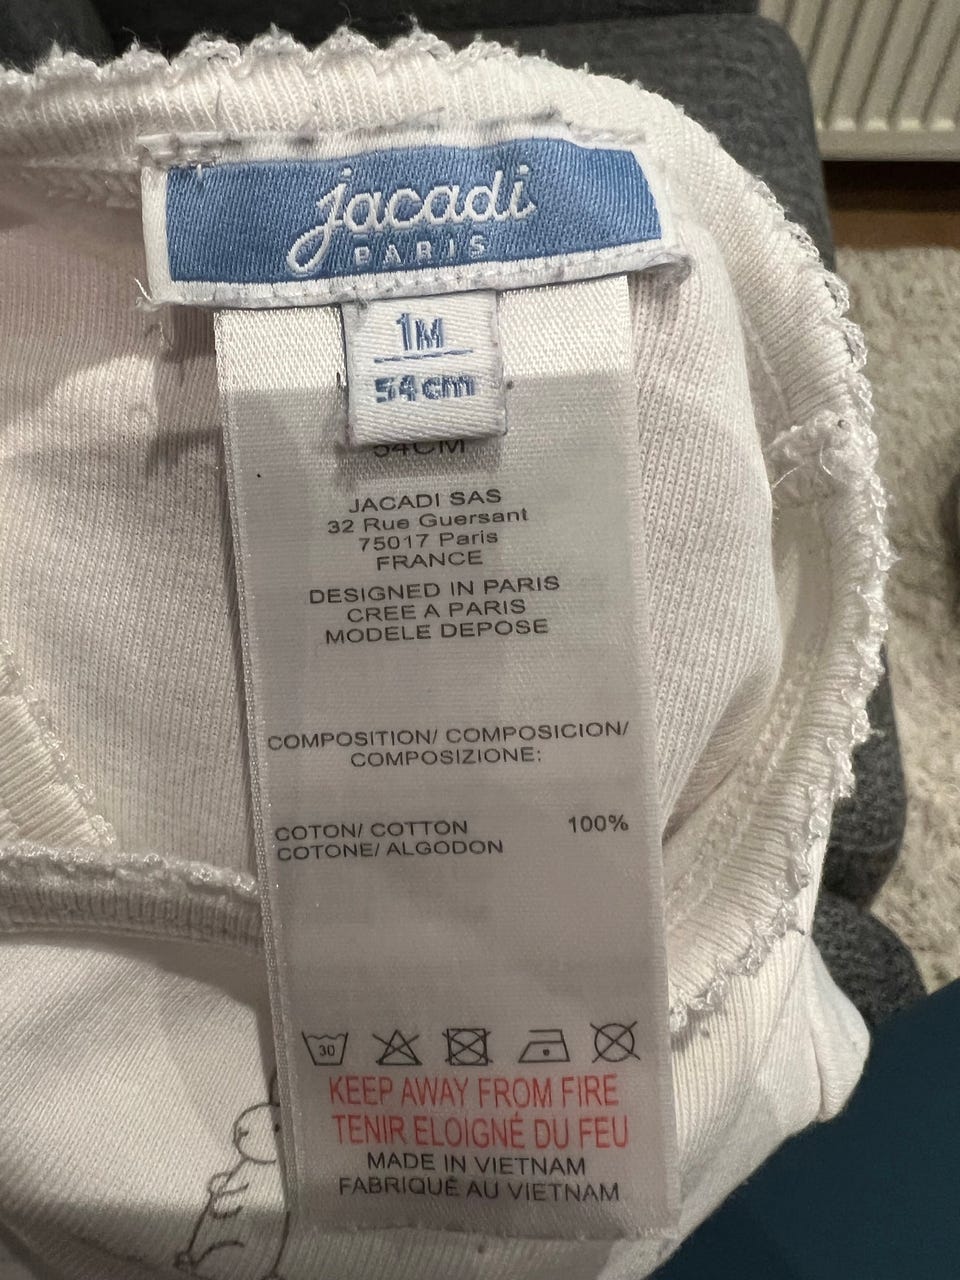 jacadi
PARIS
1M
54cm
54CM
JACADI SAS
32 Rue Guersant
75017 Paris
FRANCE
DESIGNED IN PARIS
CREE A PARIS
MODELE DEPOSE
COMPOSITION/ COMPOSICION/
COMPOSIZIONE:
COTON/ COTTON 100%
COTONE/ ALGODON
30
KEEP AWAY FROM FIRE
TENIR ELOIGNÉ DU FEU
MADE IN VIETNAM
FABRIQUÉ AU VIETNAM